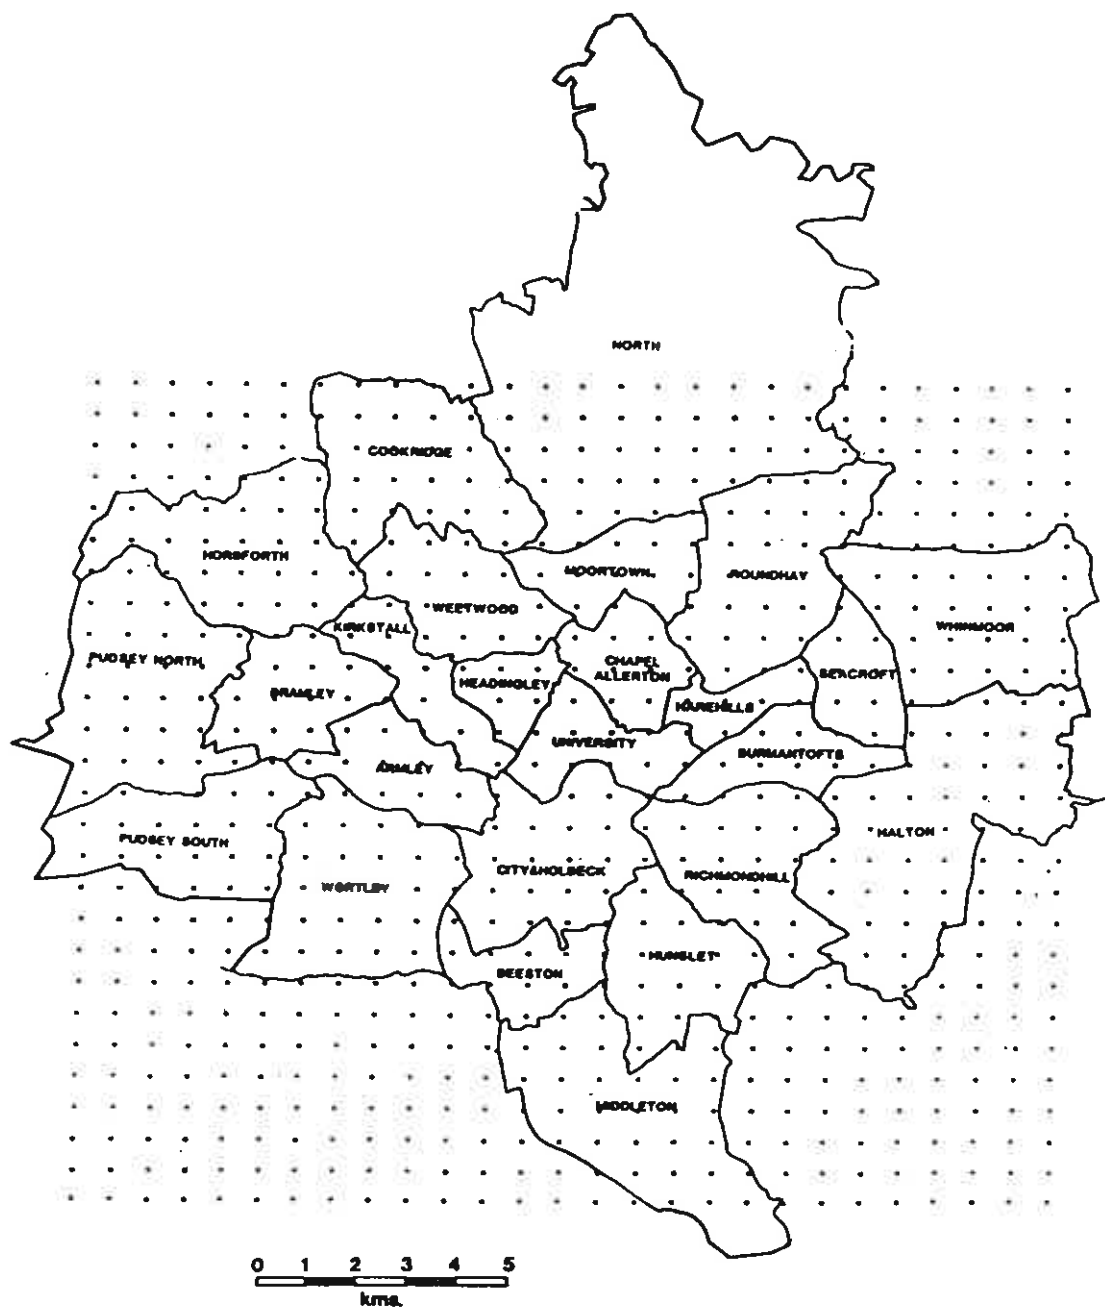 NORTH
COOKRIDGE
HORSFORTH
MOORTOWN
ROUNDHAY
WEETWOOD
KIRKSTALL
WHINMOOR
PUDSEY NORTH
CHAPEL
ALLERTON
SEACROFT
HEADINGLEY
BRAMLEY
HAREHILLS
UNIVERSITY
BURMANTOFTS
ARMLEY
HALTON
PUDSEY SOUTH
CITY&HOLBECK
RICHMONDHILL
WORTLEY
HUNSLET
BEESTON
MIDDLETON
0 1 2 3 4 5
kms.